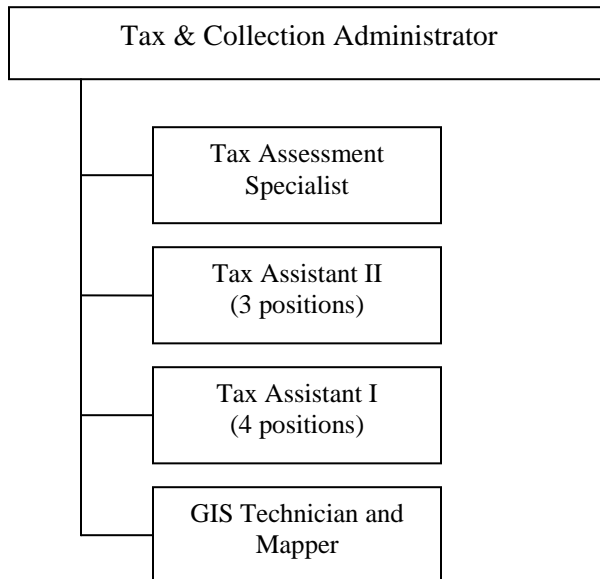 Tax & Collection Administrator
Tax Assessment
Specialist
Tax Assistant II
(3 positions)
Tax Assistant I
(4 positions)
GIS Technician and
Mapper